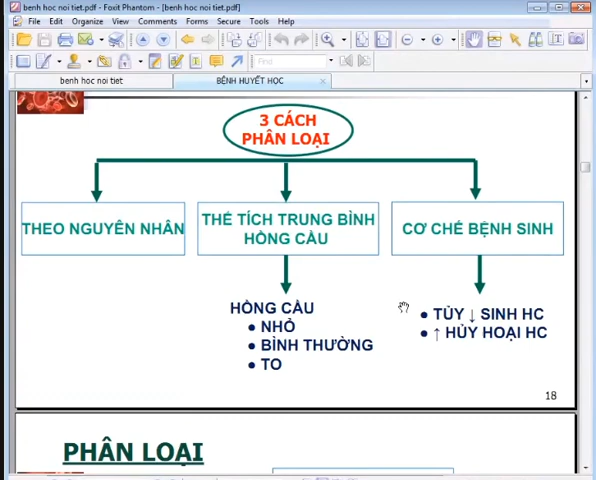 benh hoc noi tiet.pdf - Foxit Phantom - [benh hoc noi tiet.pdf]
File Edit Organize View Comments Forms Secure Tools Help
Find
benh hoc noi tiet
BỆNH HUYẾT HỌC
3 CÁCH
PHÂN LOẠI
THEO NGUYÊN NHÂN
THỂ TÍCH TRUNG BÌNH
HỒNG CẦU
CƠ CHẾ BỆNH SINH
HỒNG CẦU
● NHỎ
● BÌNH THƯỜNG
● TO
● TỦY ↓ SINH HC
● ↑ HỦY HOẠI HC
18
PHÂN LOẠI